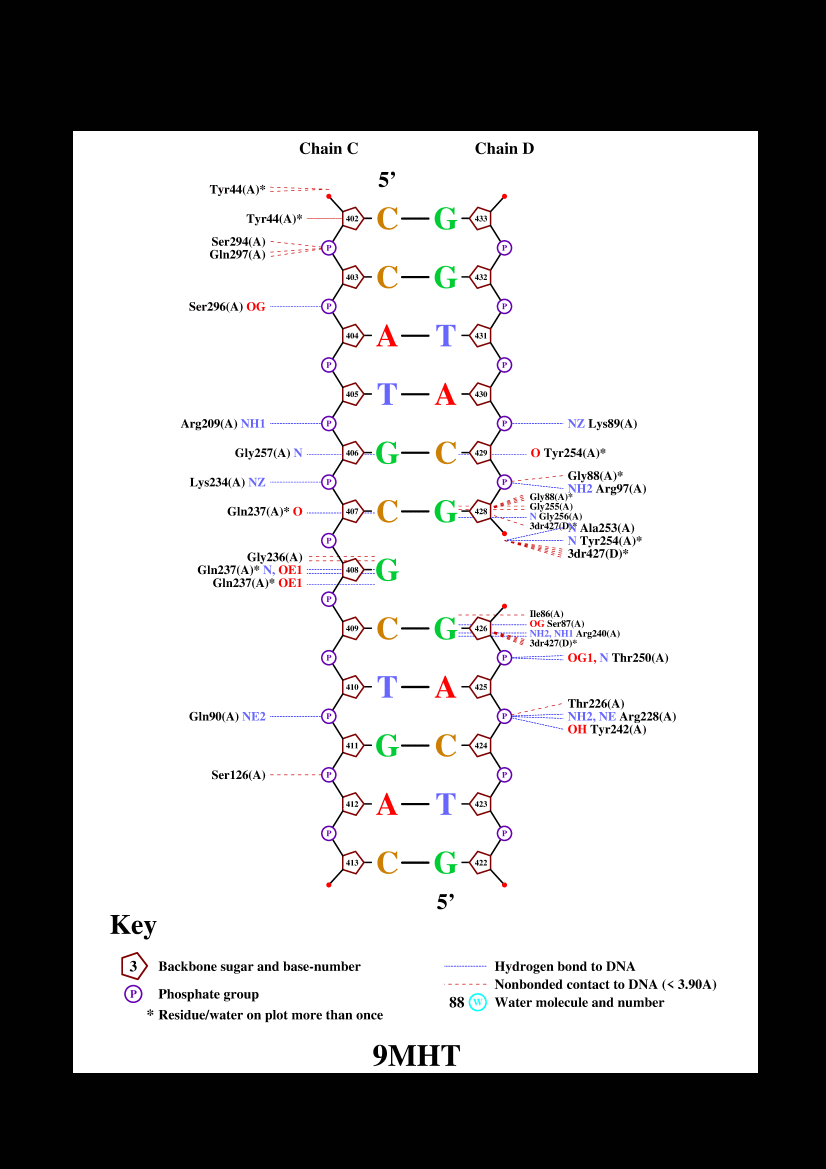 Chain C Chain D
5’
Tyr44(A)*
402 C G 433
Tyr44(A)*
Ser294(A)
Gln297(A)
P P
403 C G 432
Ser296(A) OG P P
404 A T 431
P P
405 T A 430
Arg209(A) NH1 P P NZ Lys89(A)
Gly257(A) N 406 G C 429 O Tyr254(A)*
Gly88(A)*
Lys234(A) NZ P P NH2 Arg97(A)
Gly88(A)*
Gly255(A)
Gln237(A)* O 407 C G 428
N Gly256(A)
3dr427(D)*
N Ala253(A)
P N Tyr254(A)*
3dr427(D)*
Gly236(A)
Gln237(A)* N, OE1 408 G
Gln237(A)* OE1
P
Ile86(A)
OG Ser87(A)
409 C G 426
NH2, NH1 Arg240(A)
3dr427(D)*
P P OG1, N Thr250(A)
410 T A 425
Thr226(A)
Gln90(A) NE2 P P NH2, NE Arg228(A)
OH Tyr242(A)
411 G C 424
Ser126(A) P P
412 A T 423
P P
413 C G 422
5’
Key
3 Backbone sugar and base-number
P Phosphate group
* Residue/water on plot more than once
Hydrogen bond to DNA
Nonbonded contact to DNA (< 3.90A)
88 W Water molecule and number
9MHT